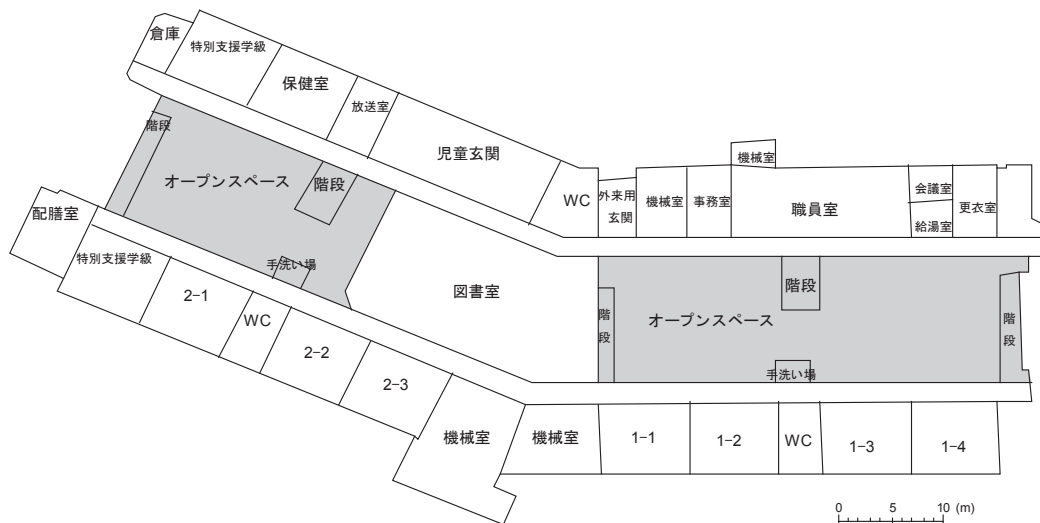 倉庫
特別支援学級
保健室
放送室
児童玄関
WC
外来用
玄関
機械室
事務室
機械室
職員室
会議室
給湯室
更衣室
階段
オープンスペース
階段
手洗い場
図書室
階段
オープンスペース
階段
手洗い場
階段
配膳室
特別支援学級
2-1
WC
2-2
2-3
機械室
機械室
1-1
1-2
WC
1-3
1-4
0 5 10 (m)